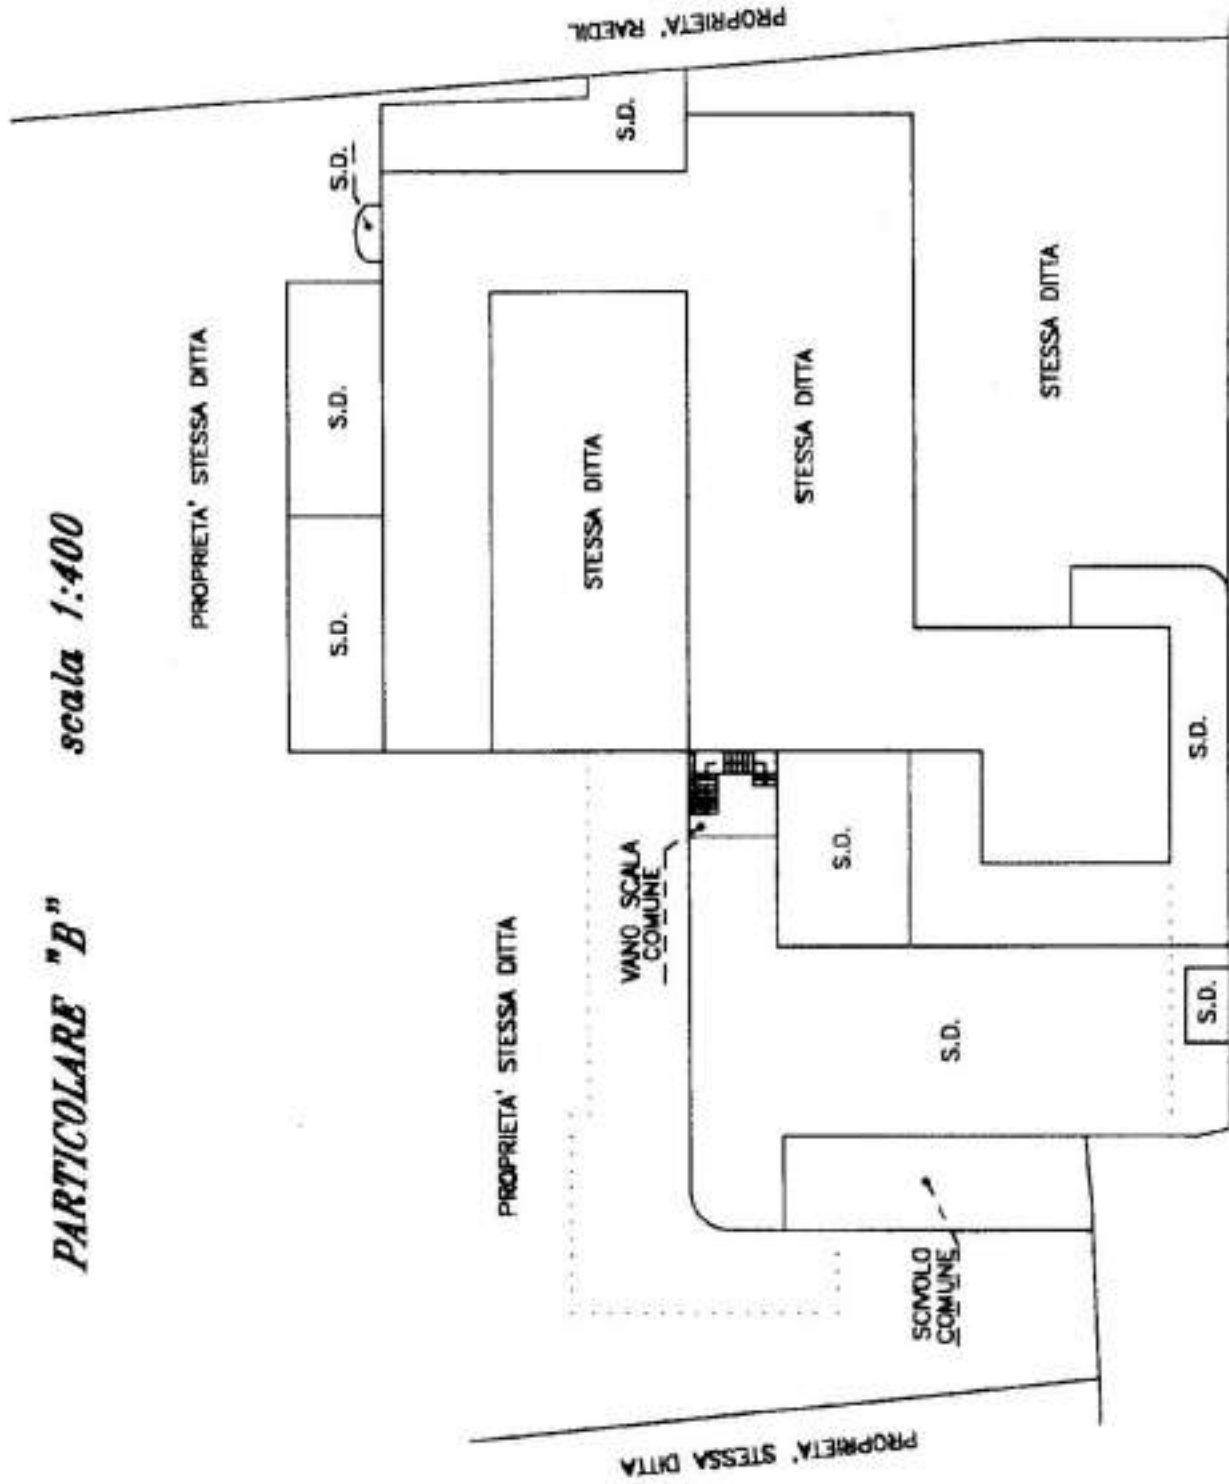 PARTICOLARE "B" scala 1:400
PROPRIETA' STESSA DITTA
PROPRIETA' STESSA DITTA
PROPRIETA' STESSA DITTA
PROPRIETA' RAEDIL
S.D.
S.D.
S.D.
S.D.
STESSA DITTA
VANO SCALA
COMUNE
STESSA DITTA
S.D.
S.D.
SCIVOLO
COMUNE
STESSA DITTA
S.D.
S.D.